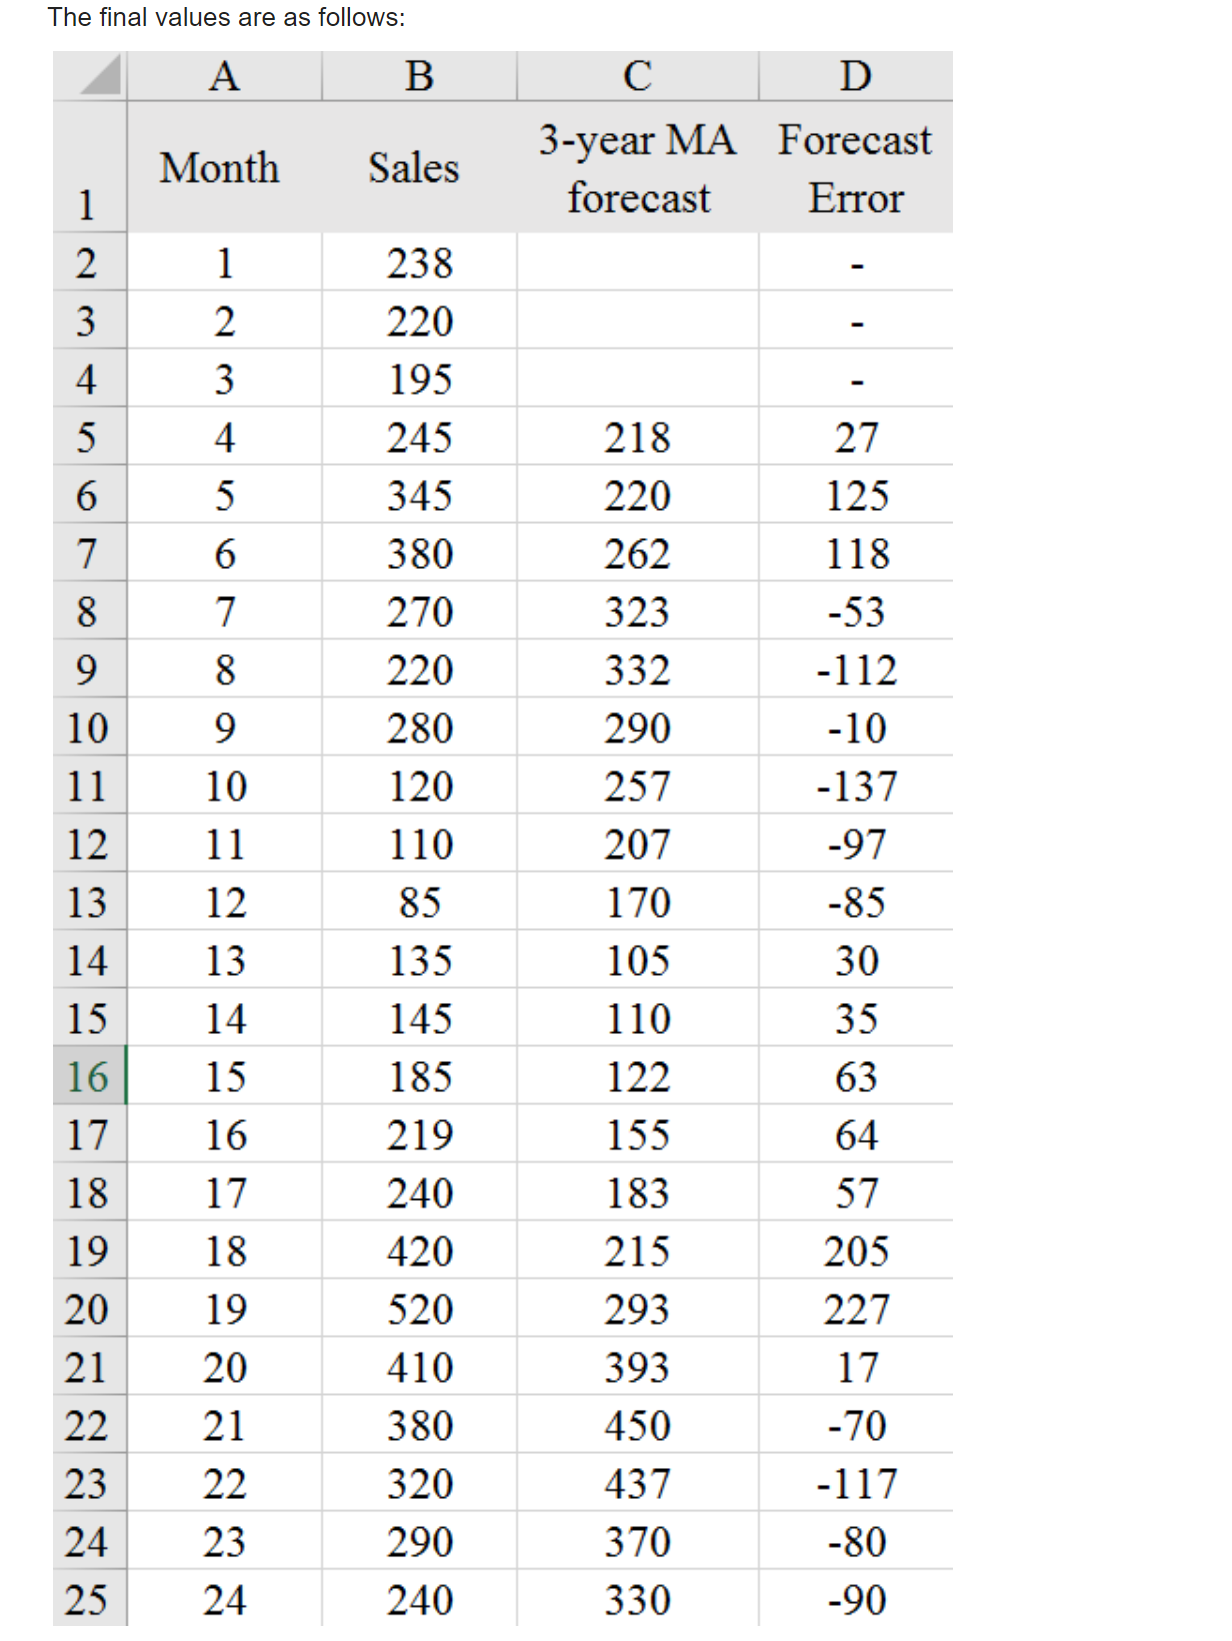 The final values are as follows:
A B C D
3-year MA Forecast
Month Sales
1 forecast Error
2 1 238 -
3 2 220 -
4 3 195 -
5 4 245 218 27
6 5 345 220 125
7 6 380 262 118
8 7 270 323 -53
9 8 220 332 -112
10 9 280 290 -10
11 10 120 257 -137
12 11 110 207 -97
13 12 85 170 -85
14 13 135 105 30
15 14 145 110 35
16 15 185 122 63
17 16 219 155 64
18 17 240 183 57
19 18 420 215 205
20 19 520 293 227
21 20 410 393 17
22 21 380 450 -70
23 22 320 437 -117
24 23 290 370 -80
25 24 240 330 -90